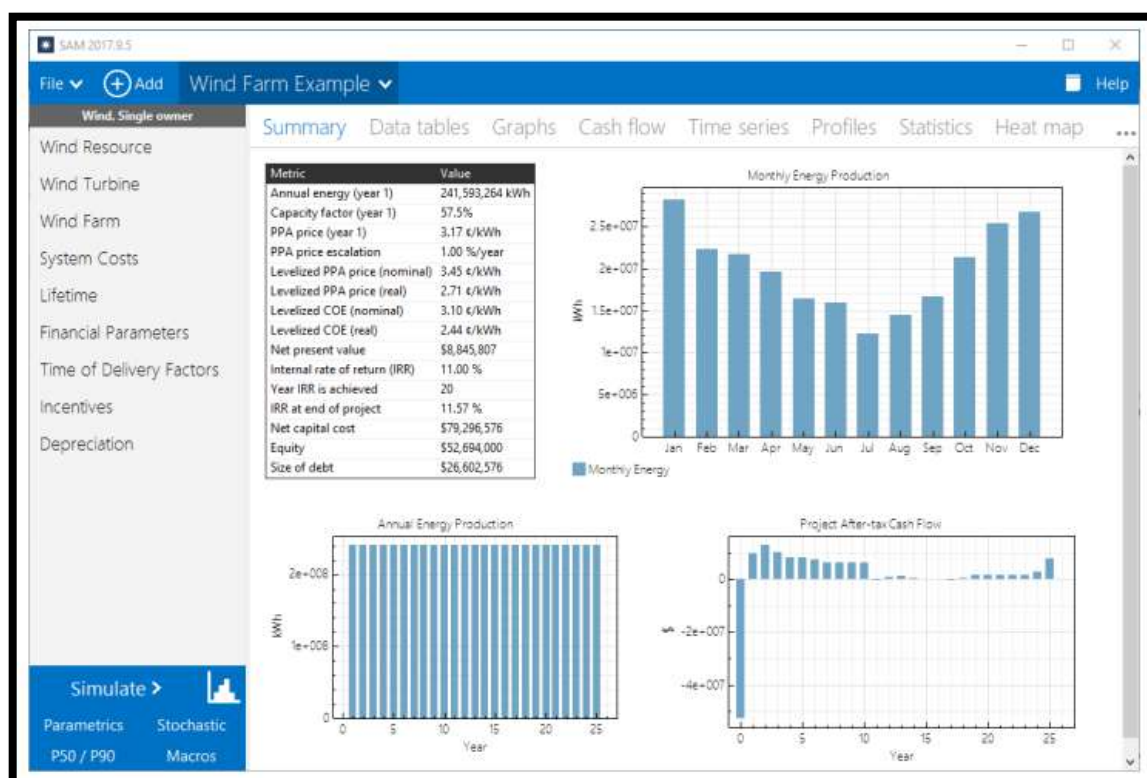 SAM 2017.9.5
File Add Wind Farm Example Help
Wind, Single owner
Summary Data tables Graphs Cash flow Time series Profiles Statistics Heat map ...
Wind Resource
Wind Turbine
Wind Farm
System Costs
Lifetime
Financial Parameters
Time of Delivery Factors
Incentives
Depreciation
Metric Value
Annual energy (year 1) 241,593,264 kWh
Capacity factor (year 1) 57.5%
PPA price (year 1) 3.17 ¢/kWh
PPA price escalation 1.00 %/year
Levelized PPA price (nominal) 3.45 ¢/kWh
Levelized PPA price (real) 2.71 ¢/kWh
Levelized COE (nominal) 3.10 ¢/kWh
Levelized COE (real) 2.44 ¢/kWh
Net present value $8,845,807
Internal rate of return (IRR) 11.00 %
Year IRR is achieved 20
IRR at end of project 11.57 %
Net capital cost $79,296,576
Equity $52,694,000
Size of debt $26,602,576
Monthly Energy Production
2.5e+007
2e+007
1.5e+007
1e+007
5e+006
0
kWh
Jan Feb Mar Apr May Jun Jul Aug Sep Oct Nov Dec
Monthly Energy
Annual Energy Production
2e+008
1e+008
0
kWh
0 5 10 15 20 25
Year
Project After-tax Cash Flow
0
-2e+007
-4e+007
$
0 5 10 15 20 25
Year
Simulate >
Parametrics Stochastic
P50 / P90 Macros